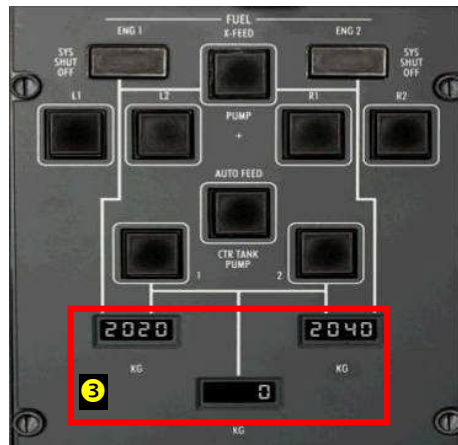 FUEL
ENG 1 X-FEED ENG 2
SYS SHUT OFF
SYS SHUT OFF
L1 L2 R1 R2
PUMP
+
AUTO FEED
CTR TANK
PUMP
1 2
2020 2040
KG KG
3
0
KG